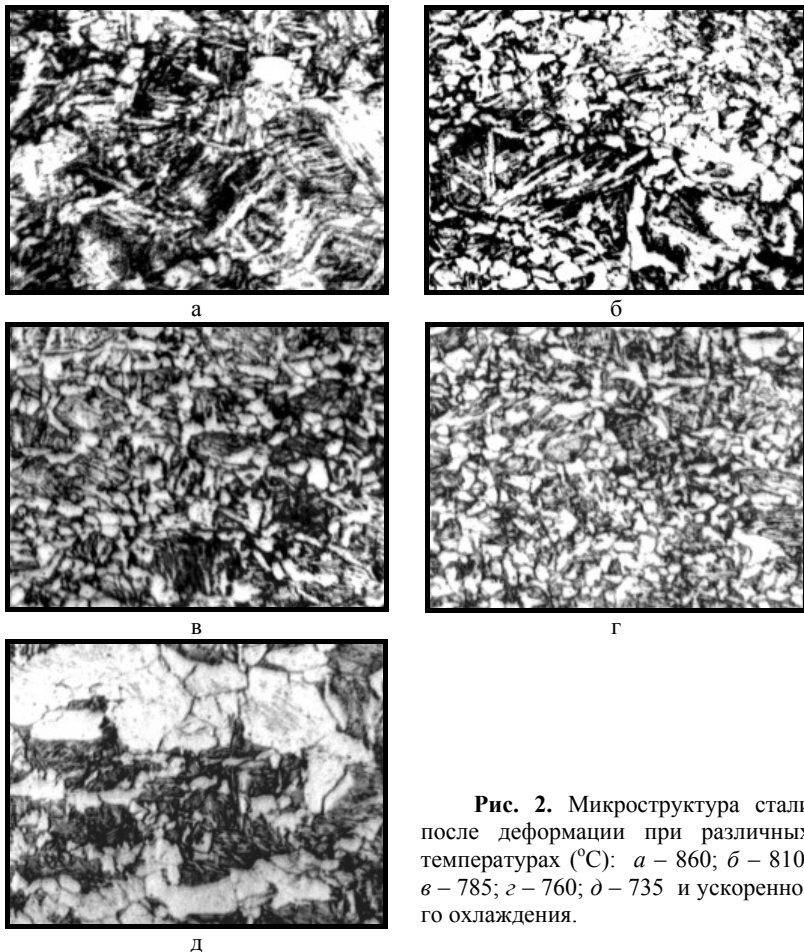 а
б
в
г
д
Рис. 2. Микроструктура стали
после деформации при различных
температурах (°С): а – 860; б – 810
в – 785; г – 760; д – 735 и ускоренно
го охлаждения.